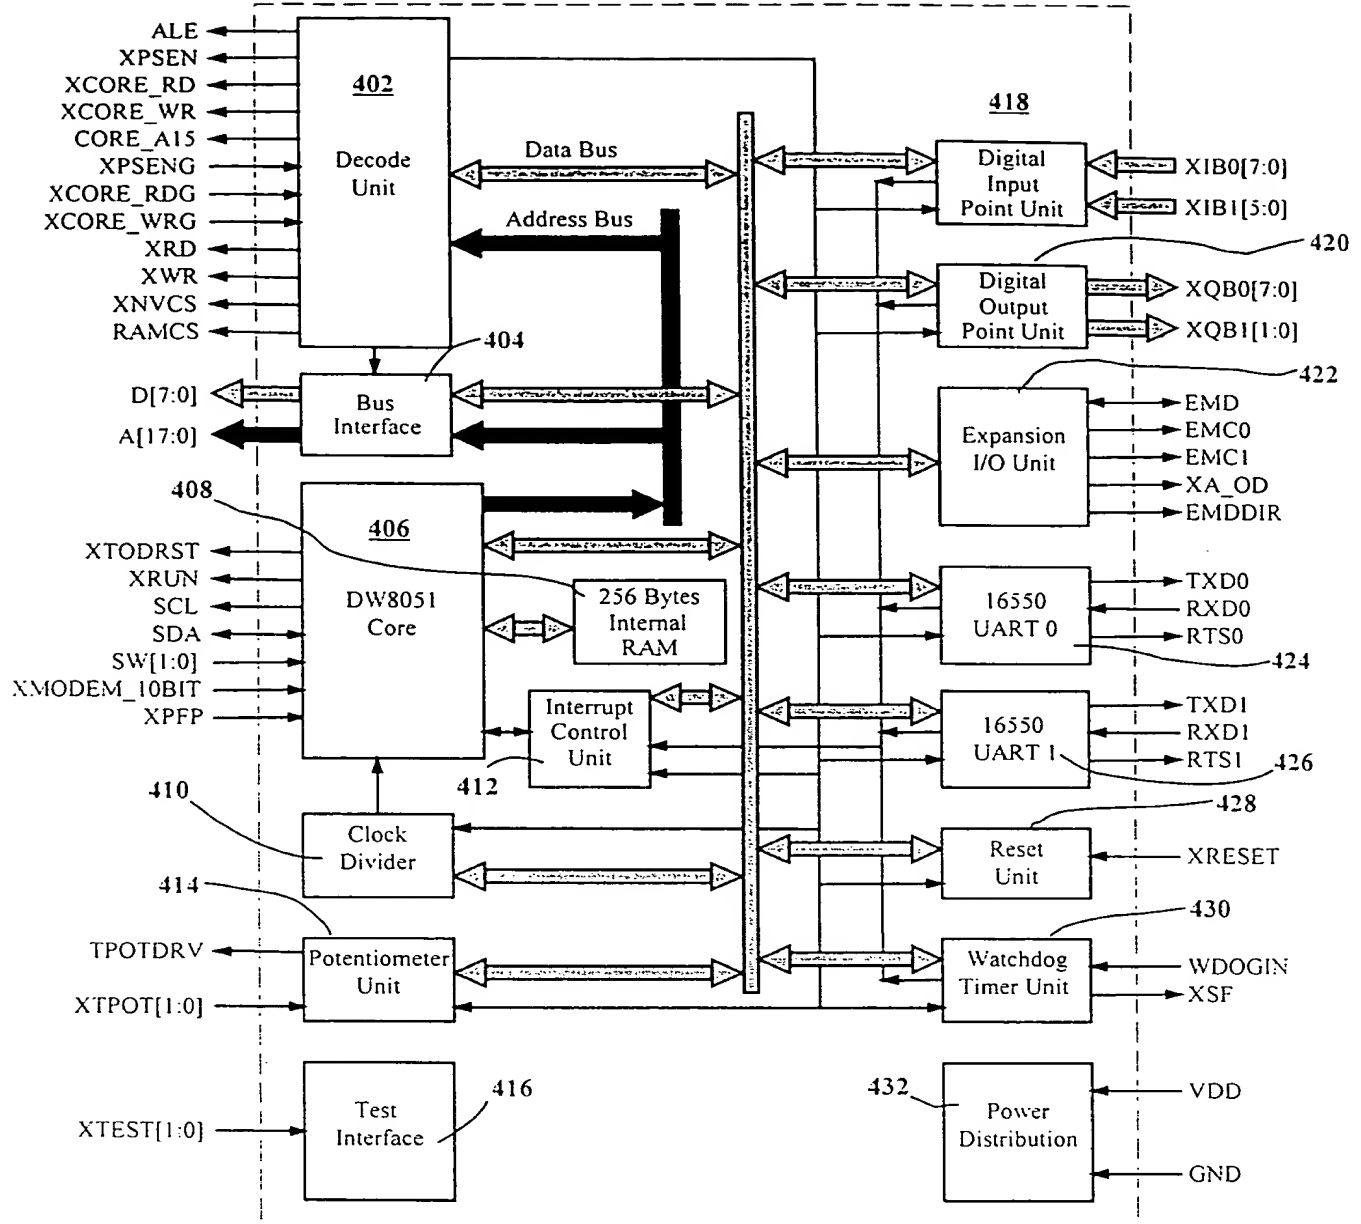 ALE
XPSEN
XCORE_RD
XCORE_WR
CORE_A15
XPSENG
XCORE_RDG
XCORE_WRG
XRD
XWR
XNVCS
RAMCS
402
Decode
Unit
Data Bus
Address Bus
418
Digital
Input
Point Unit
XIB0[7:0]
XIB1[5:0]
420
Digital
Output
Point Unit
XQB0[7:0]
XQB1[1:0]
404
D[7:0]
A[17:0]
Bus
Interface
422
Expansion
I/O Unit
EMD
EMC0
EMC1
XA_OD
EMDDIR
408
406
DW8051
Core
XTODRST
XRUN
SCL
SDA
SW[1:0]
XMODEM_10BIT
XPFP
256 Bytes
Internal
RAM
16550
UART 0
TXD0
RXD0
RTS0
424
Interrupt
Control
Unit
412
16550
UART 1
TXD1
RXD1
RTS1
426
410
Clock
Divider
428
Reset
Unit
XRESET
414
TPOTDRV
XTPOT[1:0]
Potentiometer
Unit
430
Watchdog
Timer Unit
WDOGIN
XSF
XTEST[1:0]
Test
Interface
416
432
Power
Distribution
VDD
GND